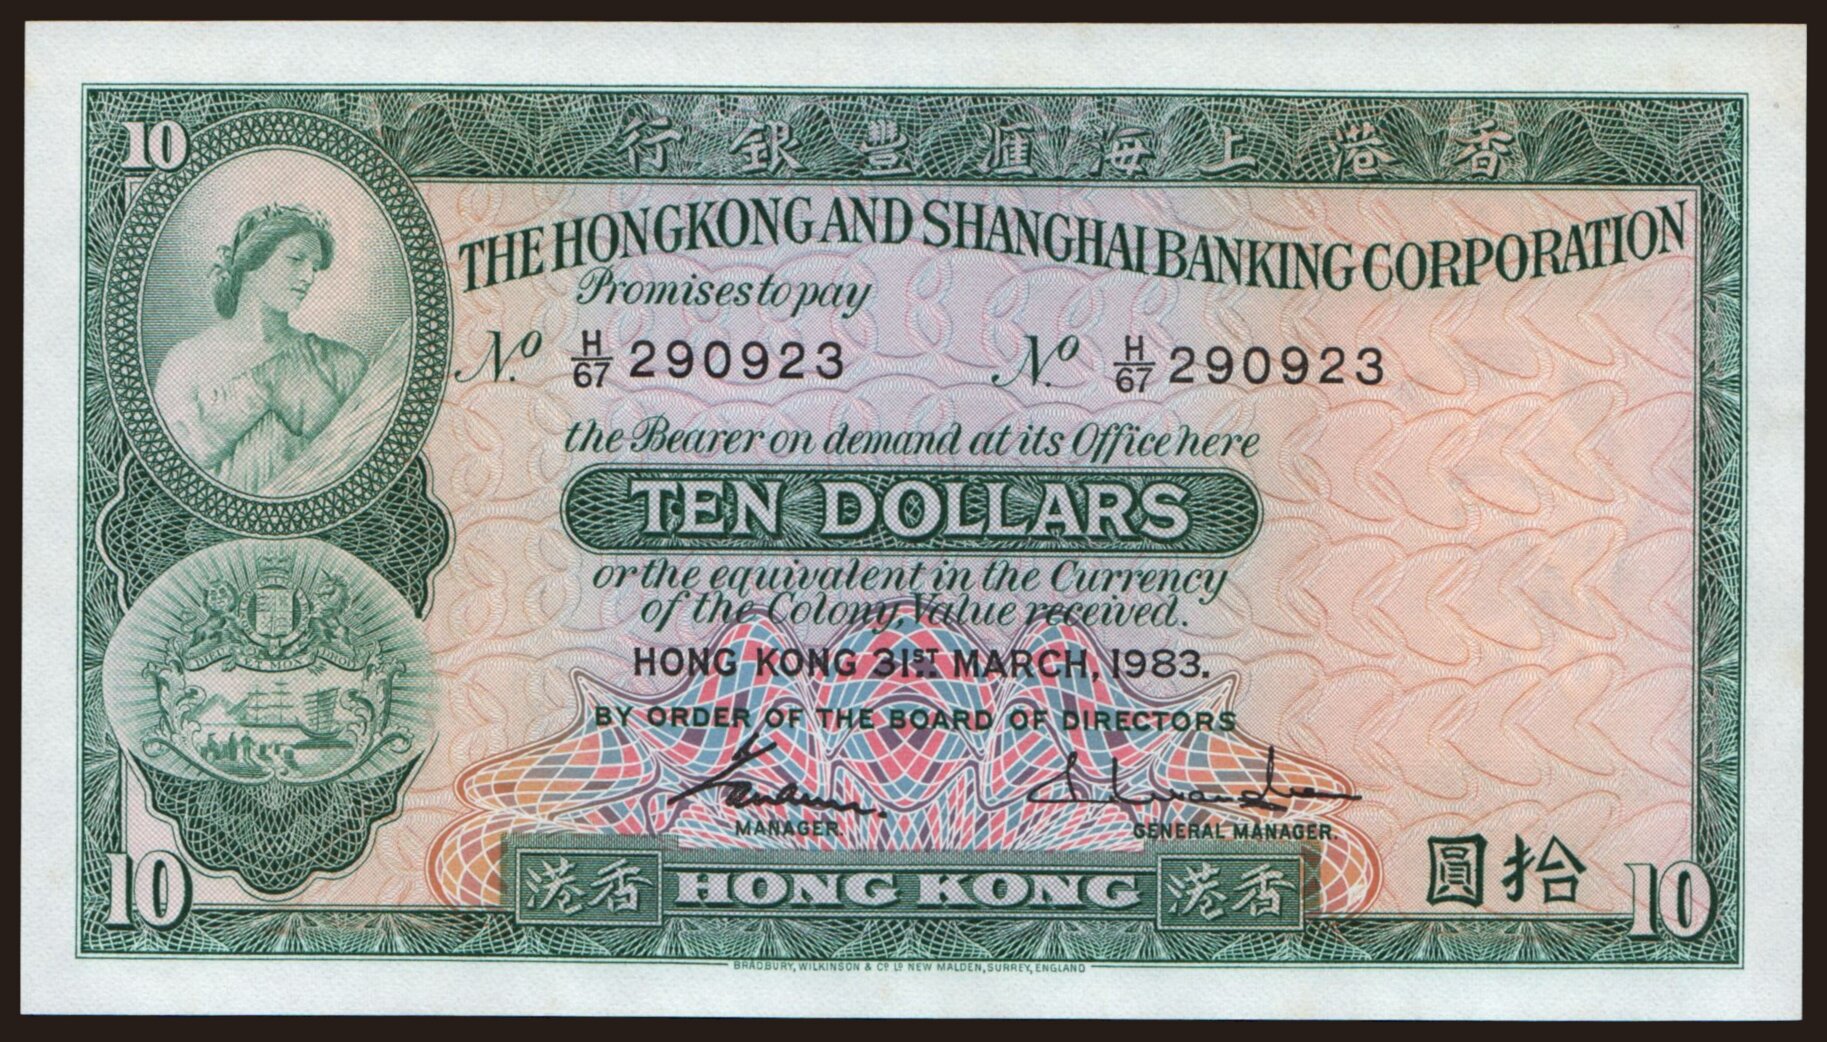 10
行銀豐滙海上港香
THE HONGKONG AND SHANGHAI BANKING CORPORATION
Promises to pay
No. H/67 290923 No. H/67 290923
the Bearer on demand at its Office here
TEN DOLLARS
or the equivalent in the Currency
of the Colony, Value received.
HONG KONG 31ST MARCH, 1983.
BY ORDER OF THE BOARD OF DIRECTORS
MANAGER. GENERAL MANAGER.
圓拾
10 港香 HONG KONG 港香 10
BRADBURY, WILKINSON & Co. Ld. NEW MALDEN, SURREY, ENGLAND